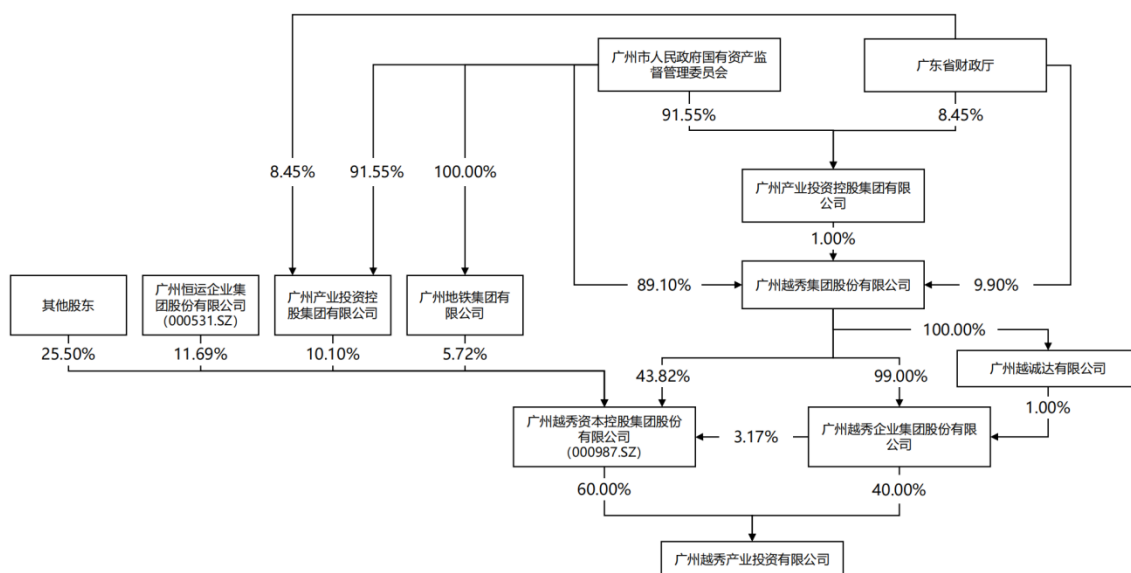 广州市人民政府国有资产监
督管理委员会
广东省财政厅
91.55%
8.45%
8.45%
91.55%
100.00%
广州产业投资控股集团有限
公司
1.00%
其他股东
广州恒运企业集
团股份有限公司
(000531.SZ)
广州产业投资控
股集团有限公司
广州地铁集团有
限公司
89.10%
广州越秀集团股份有限公司
9.90%
25.50%
11.69%
10.10%
5.72%
100.00%
43.82%
99.00%
广州越诚达有限公司
1.00%
广州越秀资本控股集团股份
有限公司
(000987.SZ)
3.17%
广州越秀企业集团股份有限
公司
60.00%
40.00%
广州越秀产业投资有限公司